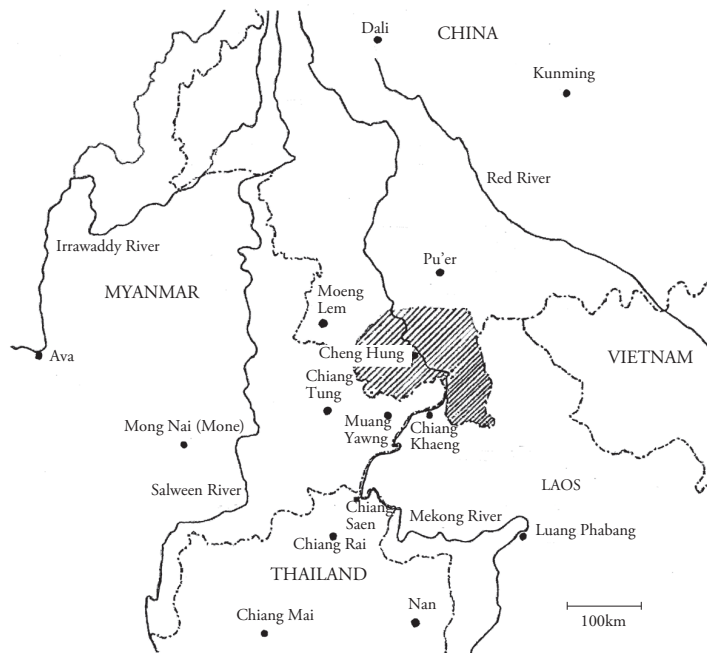 Dali
CHINA
Kunming
Red River
Irrawaddy River
Pu'er
MYANMAR
Moeng
Lem
Ava
Cheng Hung
VIETNAM
Chiang
Tung
Mong Nai (Mone)
Muang
Yawng
Chiang
Khaeng
Salween River
LAOS
Chiang
Saen
Mekong River
Luang Phabang
Chiang Rai
THAILAND
Chiang Mai
Nan
100km